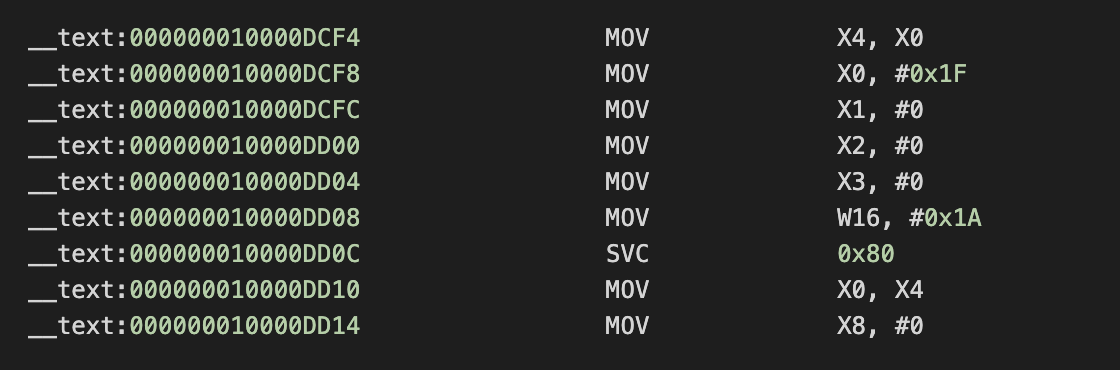 __text:000000010000DCF4 MOV X4, X0
__text:000000010000DCF8 MOV X0, #0x1F
__text:000000010000DCFC MOV X1, #0
__text:000000010000DD00 MOV X2, #0
__text:000000010000DD04 MOV X3, #0
__text:000000010000DD08 MOV W16, #0x1A
__text:000000010000DD0C SVC 0x80
__text:000000010000DD10 MOV X0, X4
__text:000000010000DD14 MOV X8, #0